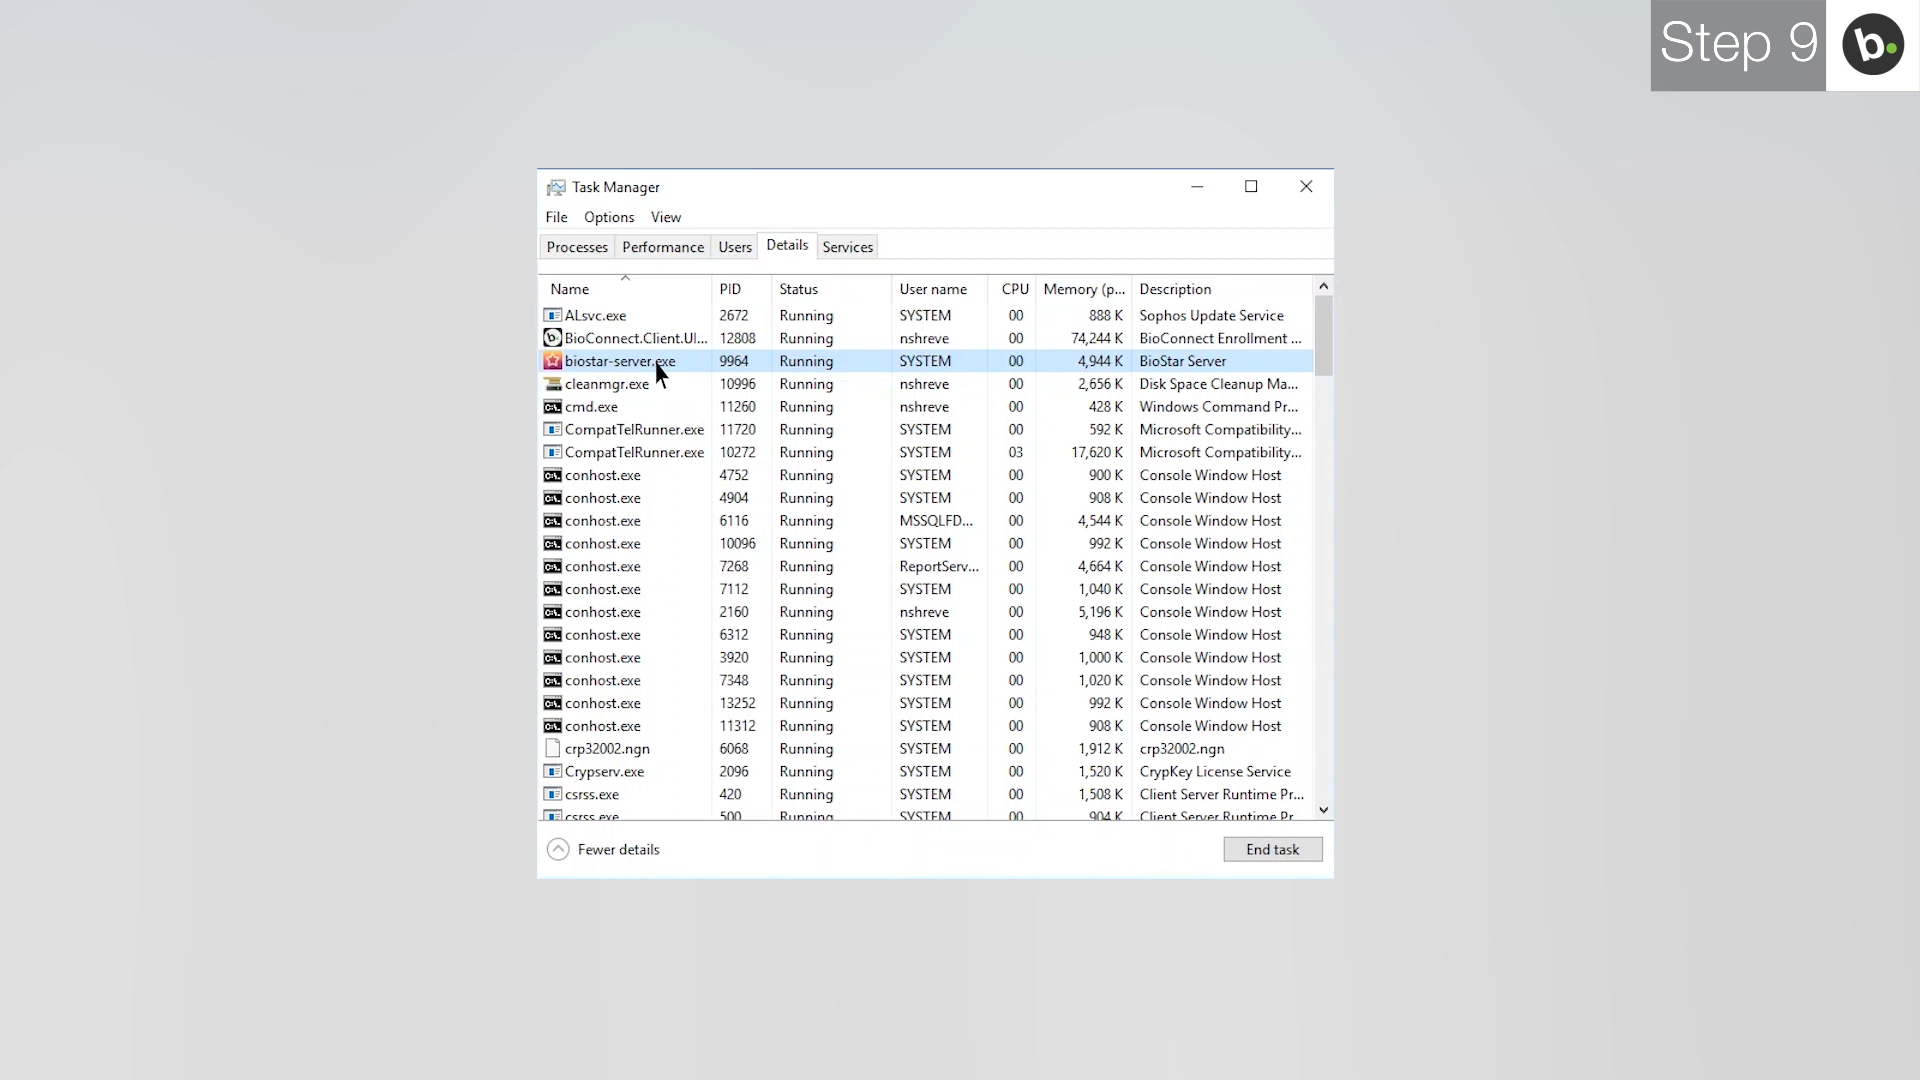 Step 9 b.
Task Manager
File Options View
Processes Performance Users Details Services
Name PID Status User name CPU Memory (p... Description
ALsvc.exe 2672 Running SYSTEM 00 888 K Sophos Update Service
BioConnect.Client.UI... 12808 Running nshreve 00 74,244 K BioConnect Enrollment ...
biostar-server.exe 9964 Running SYSTEM 00 4,944 K BioStar Server
cleanmgr.exe 10996 Running nshreve 00 2,656 K Disk Space Cleanup Ma...
cmd.exe 11260 Running nshreve 00 428 K Windows Command Pr...
CompatTelRunner.exe 11720 Running SYSTEM 00 592 K Microsoft Compatibility...
CompatTelRunner.exe 10272 Running SYSTEM 03 17,620 K Microsoft Compatibility...
conhost.exe 4752 Running SYSTEM 00 900 K Console Window Host
conhost.exe 4904 Running SYSTEM 00 908 K Console Window Host
conhost.exe 6116 Running MSSQLFD... 00 4,544 K Console Window Host
conhost.exe 10096 Running SYSTEM 00 992 K Console Window Host
conhost.exe 7268 Running ReportServ... 00 4,664 K Console Window Host
conhost.exe 7112 Running SYSTEM 00 1,040 K Console Window Host
conhost.exe 2160 Running nshreve 00 5,196 K Console Window Host
conhost.exe 6312 Running SYSTEM 00 948 K Console Window Host
conhost.exe 3920 Running SYSTEM 00 1,000 K Console Window Host
conhost.exe 7348 Running SYSTEM 00 1,020 K Console Window Host
conhost.exe 13252 Running SYSTEM 00 992 K Console Window Host
conhost.exe 11312 Running SYSTEM 00 908 K Console Window Host
crp32002.ngn 6068 Running SYSTEM 00 1,912 K crp32002.ngn
Crypserv.exe 2096 Running SYSTEM 00 1,520 K CrypKey License Service
csrss.exe 420 Running SYSTEM 00 1,508 K Client Server Runtime Pr...
csrss.exe 500 Running SYSTEM 00 904 K Client Server Runtime Pr
Fewer details End task